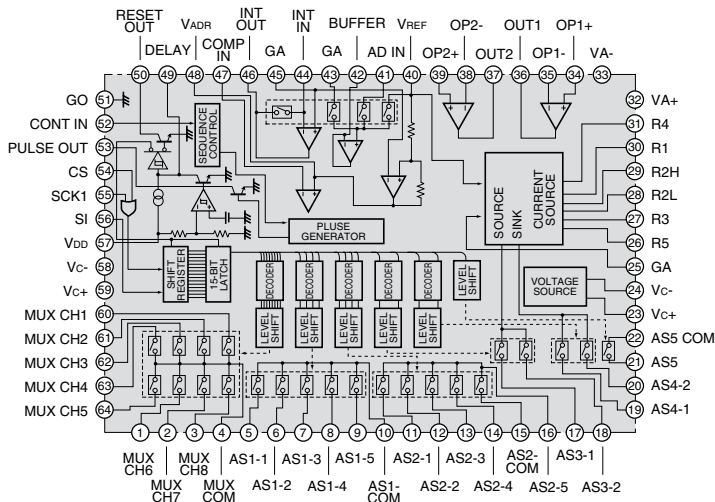 RESET OUT
DELAY
VADR
COMP IN
INT OUT
GA
INT IN
GA
BUFFER
AD IN
VREF
OP2+
OP2-
OUT2
OUT1
OP1-
OP1+
VA-
50 49 48 47 46 45 44 43 42 41 40 39 38 37 36 35 34 33
GO 51
CONT IN 52
PULSE OUT 53
CS 54
SCK1 55
SI 56
VDD 57
VC- 58
VC+ 59
MUX CH1 60
MUX CH2 61
MUX CH3 62
MUX CH4 63
MUX CH5 64
32 VA+
31 R4
30 R1
29 R2H
28 R2L
27 R3
26 R5
25 GA
24 VC-
23 VC+
22 AS5 COM
21 AS5
20 AS4-2
19 AS4-1
SEQUENCE CONTROL
PLUSE GENERATOR
SOURCE
SINK
CURRENT SOURCE
VOLTAGE SOURCE
SHIFT REGISTER
15-BIT LATCH
DECODER
DECODER
DECODER
DECODER
DECODER
LEVEL SHIFT
LEVEL SHIFT
LEVEL SHIFT
LEVEL SHIFT
LEVEL SHIFT
LEVEL SHIFT
1 2 3 4 5 6 7 8 9 10 11 12 13 14 15 16 17 18
MUX CH6
MUX CH7
MUX CH8
MUX COM
AS1-1
AS1-2
AS1-3
AS1-4
AS1-5
AS1-COM
AS2-1
AS2-2
AS2-3
AS2-4
AS2-COM
AS2-5
AS3-1
AS3-2